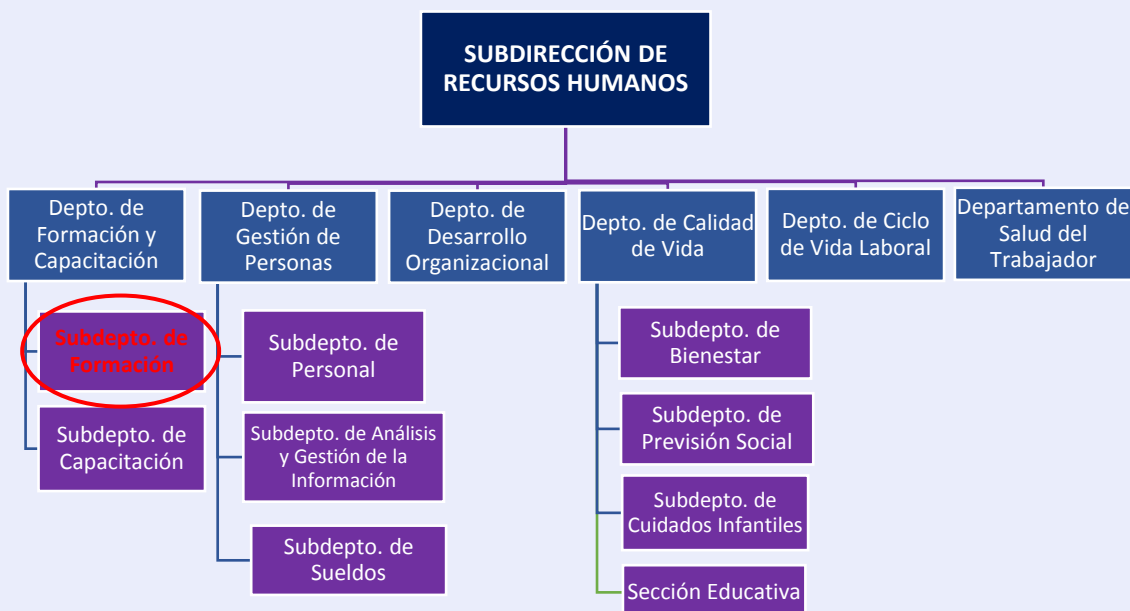 SUBDIRECCIÓN DE
RECURSOS HUMANOS
Depto. de
Formación y
Capacitación
Depto. de
Gestión de
Personas
Depto. de
Desarrollo
Organizacional
Depto. de Calidad
de Vida
Depto. de Ciclo
de Vida Laboral
Departamento de
Salud del
Trabajador
Subdepto. de
Formación
Subdepto. de
Capacitación
Subdepto. de
Personal
Subdepto. de Análisis
y Gestión de la
Información
Subdepto. de
Sueldos
Subdepto. de
Bienestar
Subdepto. de
Previsión Social
Subdepto. de
Cuidados Infantiles
Sección Educativa